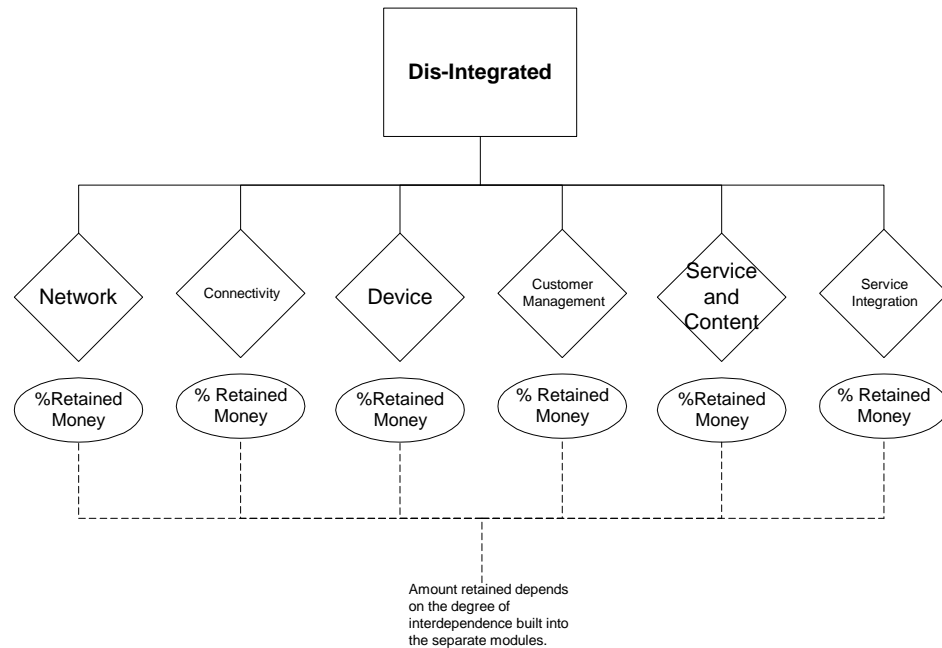 Dis-Integrated
Network
Connectivity
Device
Customer
Management
Service
and
Content
Service
Integration
%Retained
Money
% Retained
Money
%Retained
Money
% Retained
Money
%Retained
Money
% Retained
Money
Amount retained depends
on the degree of
interdependence built into
the separate modules.